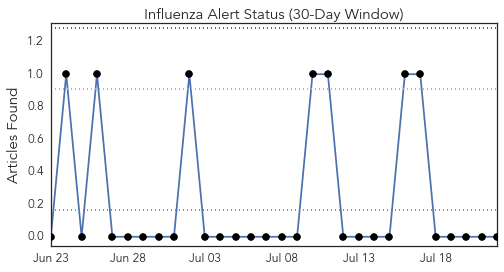 Influenza Alert Status (30-Day Window)
Articles Found
1.2
1.0
0.8
0.6
0.4
0.2
0.0
Jun 23 Jun 28 Jul 03 Jul 08 Jul 13 Jul 18